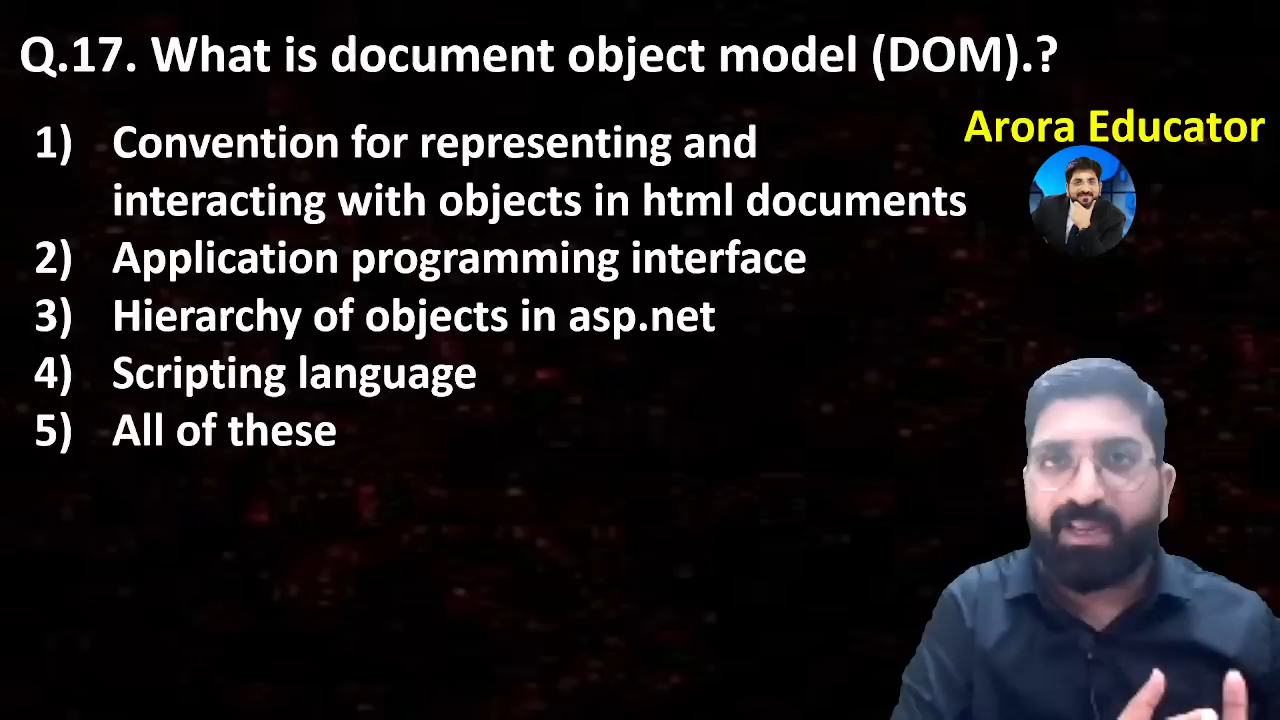 Q.17. What is document object model (DOM).?
Arora Educator
1) Convention for representing and
interacting with objects in html documents
2) Application programming interface
3) Hierarchy of objects in asp.net
4) Scripting language
5) All of these